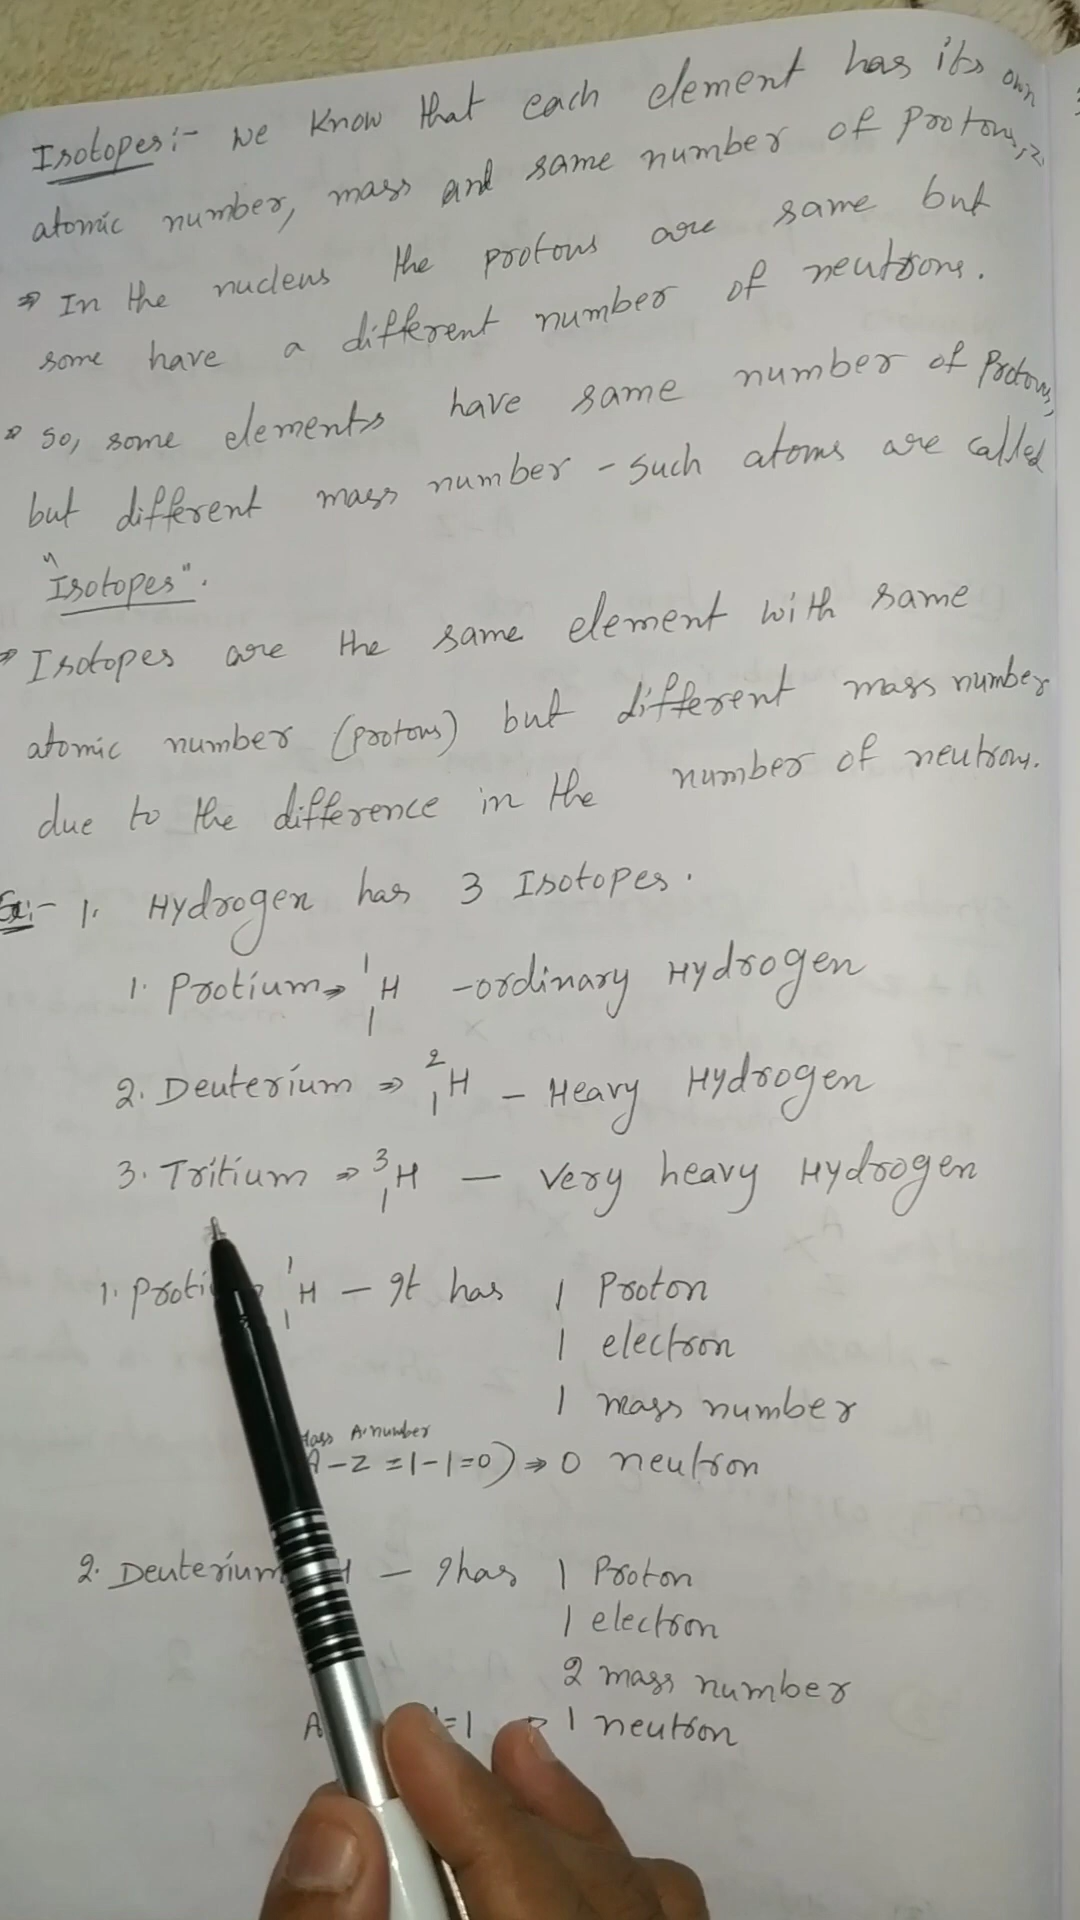 Isotopes:- We Know that each element has its own
atomic number, mass and same number of protons,
⇒ In the nucleus the protons are same but
some have a different number of neutrons.
⇒ So, some elements have same number of Protons,
but different mass number - such atoms are called
"Isotopes".
⇒ Isotopes are the same element with same
atomic number (protons) but different mass number
due to the difference in the number of neutrons.
Ex:- 1. Hydrogen has 3 Isotopes.
1. Protium ⇒ ¹₁H - ordinary Hydrogen
2. Deuterium ⇒ ²₁H - Heavy Hydrogen
3. Tritium ⇒ ³₁H - Very heavy Hydrogen
1. Proti ¹₁H - It has 1 Proton
1 electron
1 mass number
Mass A.number
A-Z = 1-1=0) ⇒ 0 neutron
2. Deuterium H - It has 1 Proton
1 electron
2 mass number
A =1 ⇒ 1 neutron